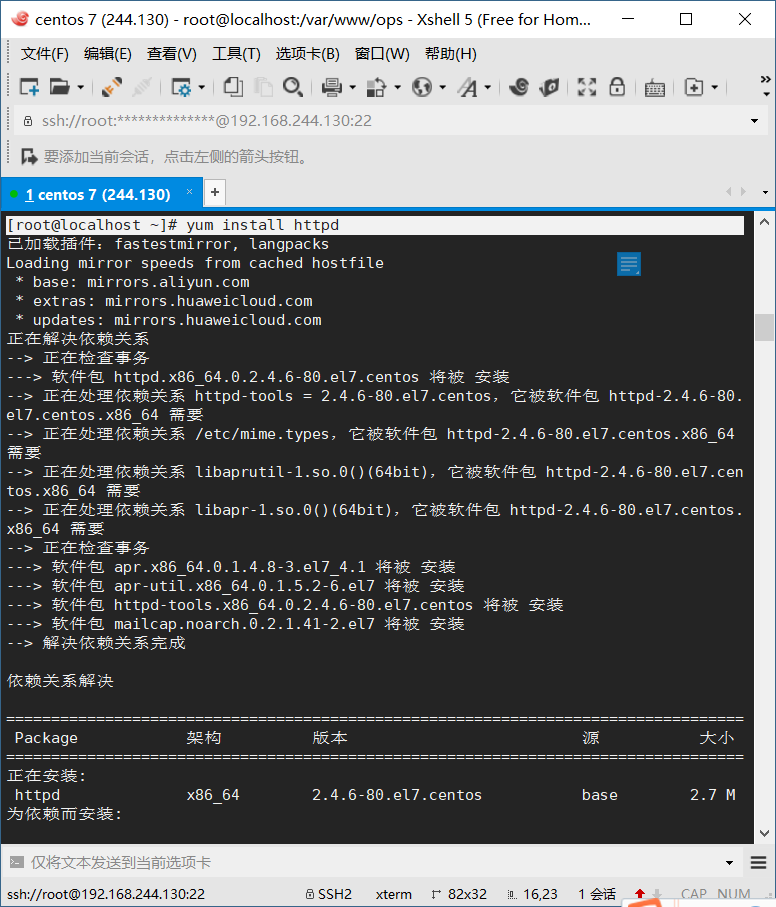 centos 7 (244.130) - root@localhost:/var/www/ops - Xshell 5 (Free for Hom...
文件(F) 编辑(E) 查看(V) 工具(T) 选项卡(B) 窗口(W) 帮助(H)
ssh://root:**************@192.168.244.130:22
要添加当前会话，点击左侧的箭头按钮。
1 centos 7 (244.130) × +
[root@localhost ~]# yum install httpd
已加载插件：fastestmirror, langpacks
Loading mirror speeds from cached hostfile
 * base: mirrors.aliyun.com
 * extras: mirrors.huaweicloud.com
 * updates: mirrors.huaweicloud.com
正在解决依赖关系
--> 正在检查事务
---> 软件包 httpd.x86_64.0.2.4.6-80.el7.centos 将被 安装
--> 正在处理依赖关系 httpd-tools = 2.4.6-80.el7.centos，它被软件包 httpd-2.4.6-80.
el7.centos.x86_64 需要
--> 正在处理依赖关系 /etc/mime.types，它被软件包 httpd-2.4.6-80.el7.centos.x86_64
需要
--> 正在处理依赖关系 libaprutil-1.so.0()(64bit)，它被软件包 httpd-2.4.6-80.el7.cen
tos.x86_64 需要
--> 正在处理依赖关系 libapr-1.so.0()(64bit)，它被软件包 httpd-2.4.6-80.el7.centos.
x86_64 需要
--> 正在检查事务
---> 软件包 apr.x86_64.0.1.4.8-3.el7_4.1 将被 安装
---> 软件包 apr-util.x86_64.0.1.5.2-6.el7 将被 安装
---> 软件包 httpd-tools.x86_64.0.2.4.6-80.el7.centos 将被 安装
---> 软件包 mailcap.noarch.0.2.1.41-2.el7 将被 安装
--> 解决依赖关系完成
依赖关系解决
================================================================================
 Package 架构 版本 源 大小
================================================================================
正在安装:
 httpd x86_64 2.4.6-80.el7.centos base 2.7 M
为依赖而安装:
仅将文本发送到当前选项卡
ssh://root@192.168.244.130:22 SSH2 xterm 82x32 16,23 1 会话 CAP NUM